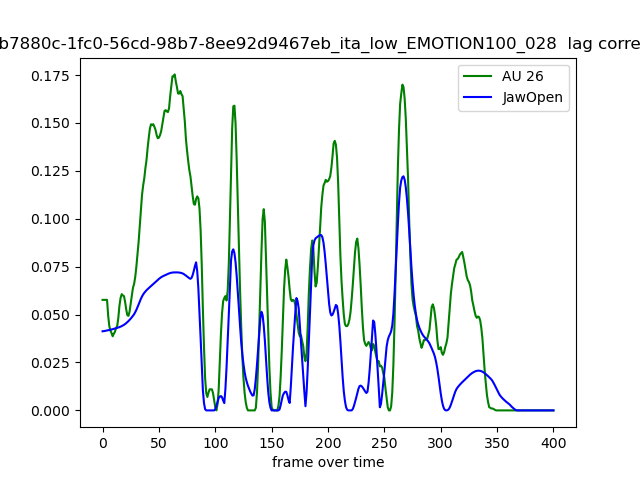 b7880c-1fc0-56cd-98b7-8ee92d9467eb_ita_low_EMOTION100_028  lag corre
AU 26
JawOpen
0.175
0.150
0.125
0.100
0.075
0.050
0.025
0.000
0 50 100 150 200 250 300 350 400
frame over time